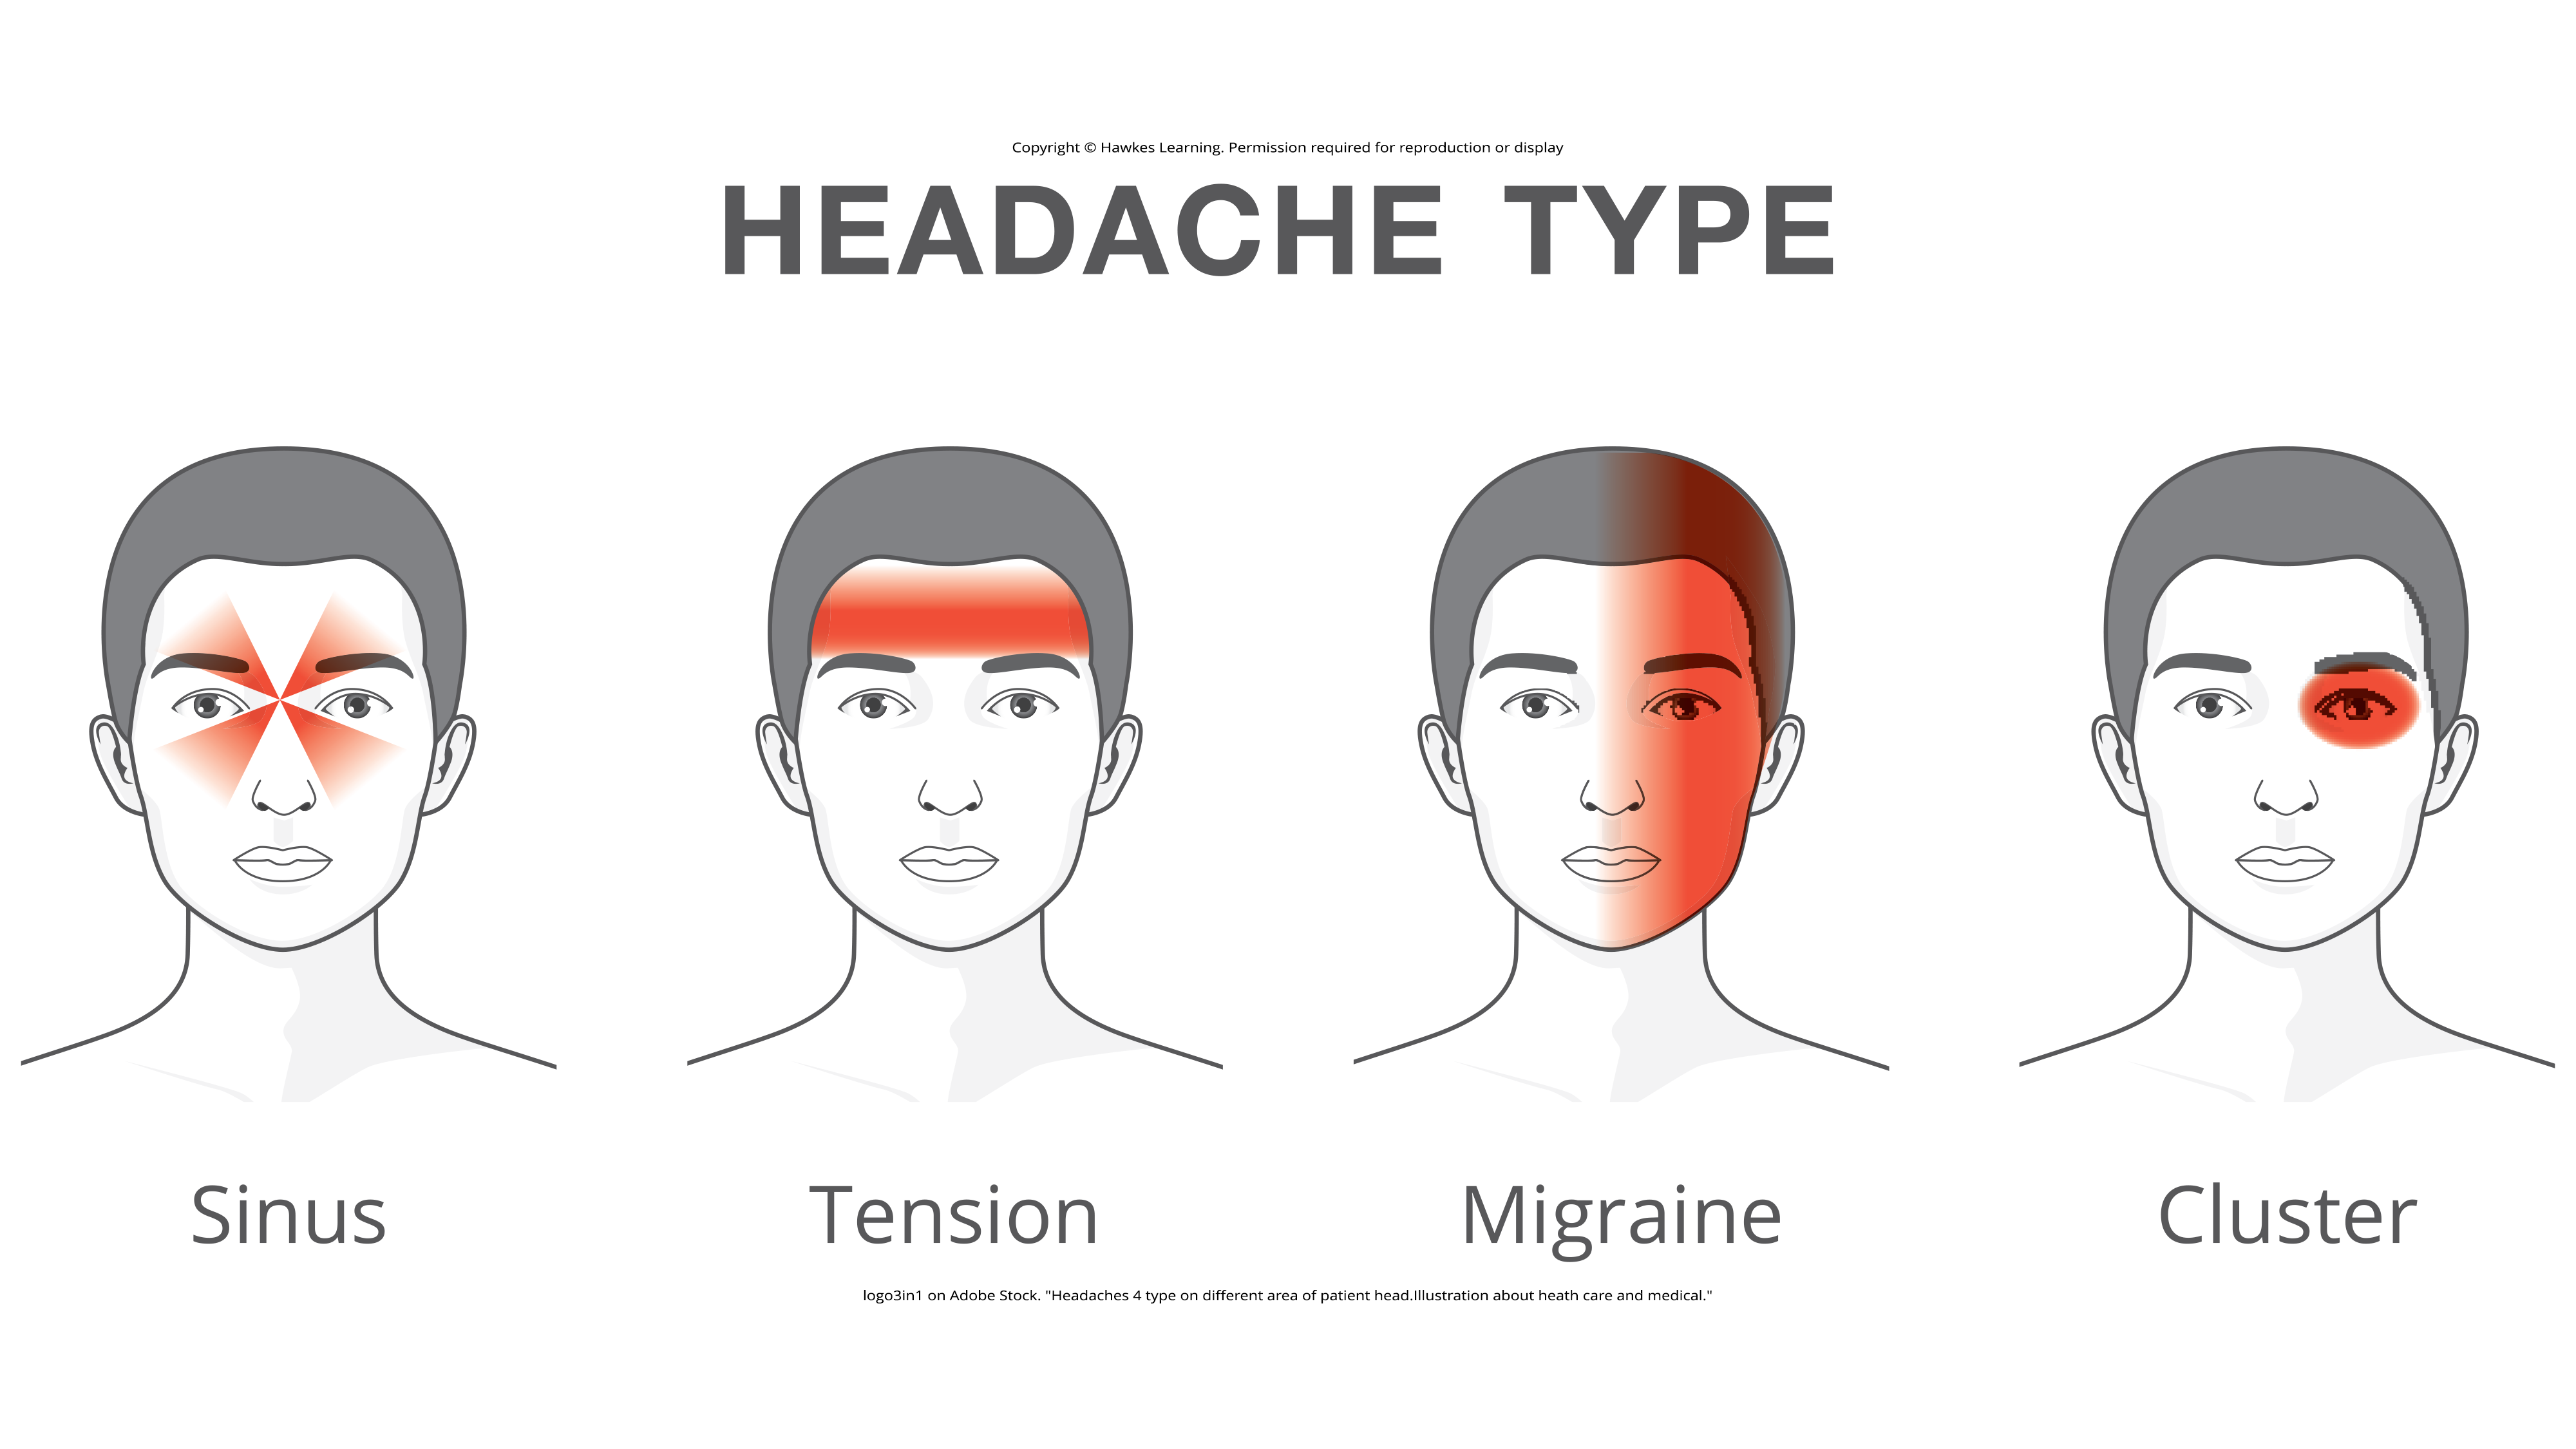 Copyright © Hawkes Learning. Permission required for reproduction or display
HEADACHE TYPE
Sinus
Tension
Migraine
Cluster
logo3in1 on Adobe Stock. "Headaches 4 type on different area of patient head.Illustration about heath care and medical."